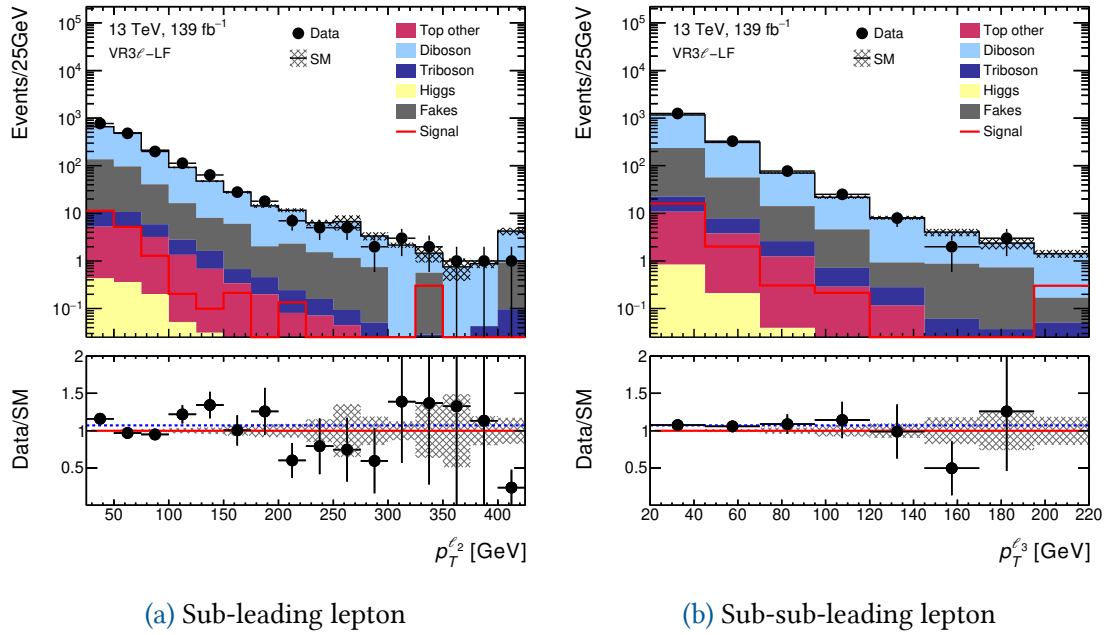 Events/25GeV
10⁵
10⁴
10³
10²
10
1
10⁻¹
13 TeV, 139 fb⁻¹
VR3ℓ−LF
Data
SM
Top other
Diboson
Triboson
Higgs
Fakes
Signal
Data/SM
2
1.5
1
0.5
50 100 150 200 250 300 350 400
p_T^{ℓ₂} [GeV]
(a) Sub-leading lepton
Events/25GeV
10⁵
10⁴
10³
10²
10
1
10⁻¹
13 TeV, 139 fb⁻¹
VR3ℓ−LF
Data
SM
Top other
Diboson
Triboson
Higgs
Fakes
Signal
Data/SM
2
1.5
1
0.5
20 40 60 80 100 120 140 160 180 200 220
p_T^{ℓ₃} [GeV]
(b) Sub-sub-leading lepton